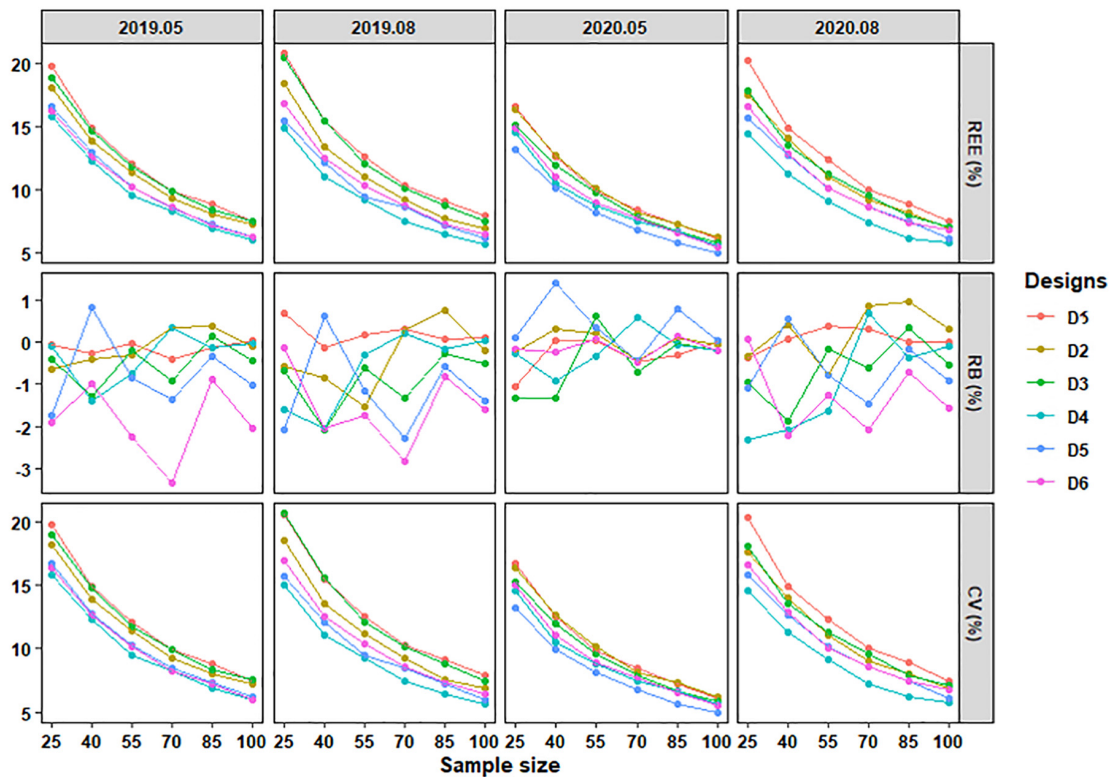 2019.05 2019.08 2020.05 2020.08
20
15
10
5
REE (%)
1
0
-1
-2
-3
RB (%)
20
15
10
5
CV (%)
25 40 55 70 85 100 25 40 55 70 85 100 25 40 55 70 85 100 25 40 55 70 85 100
Sample size
Designs
D5
D2
D3
D4
D5
D6